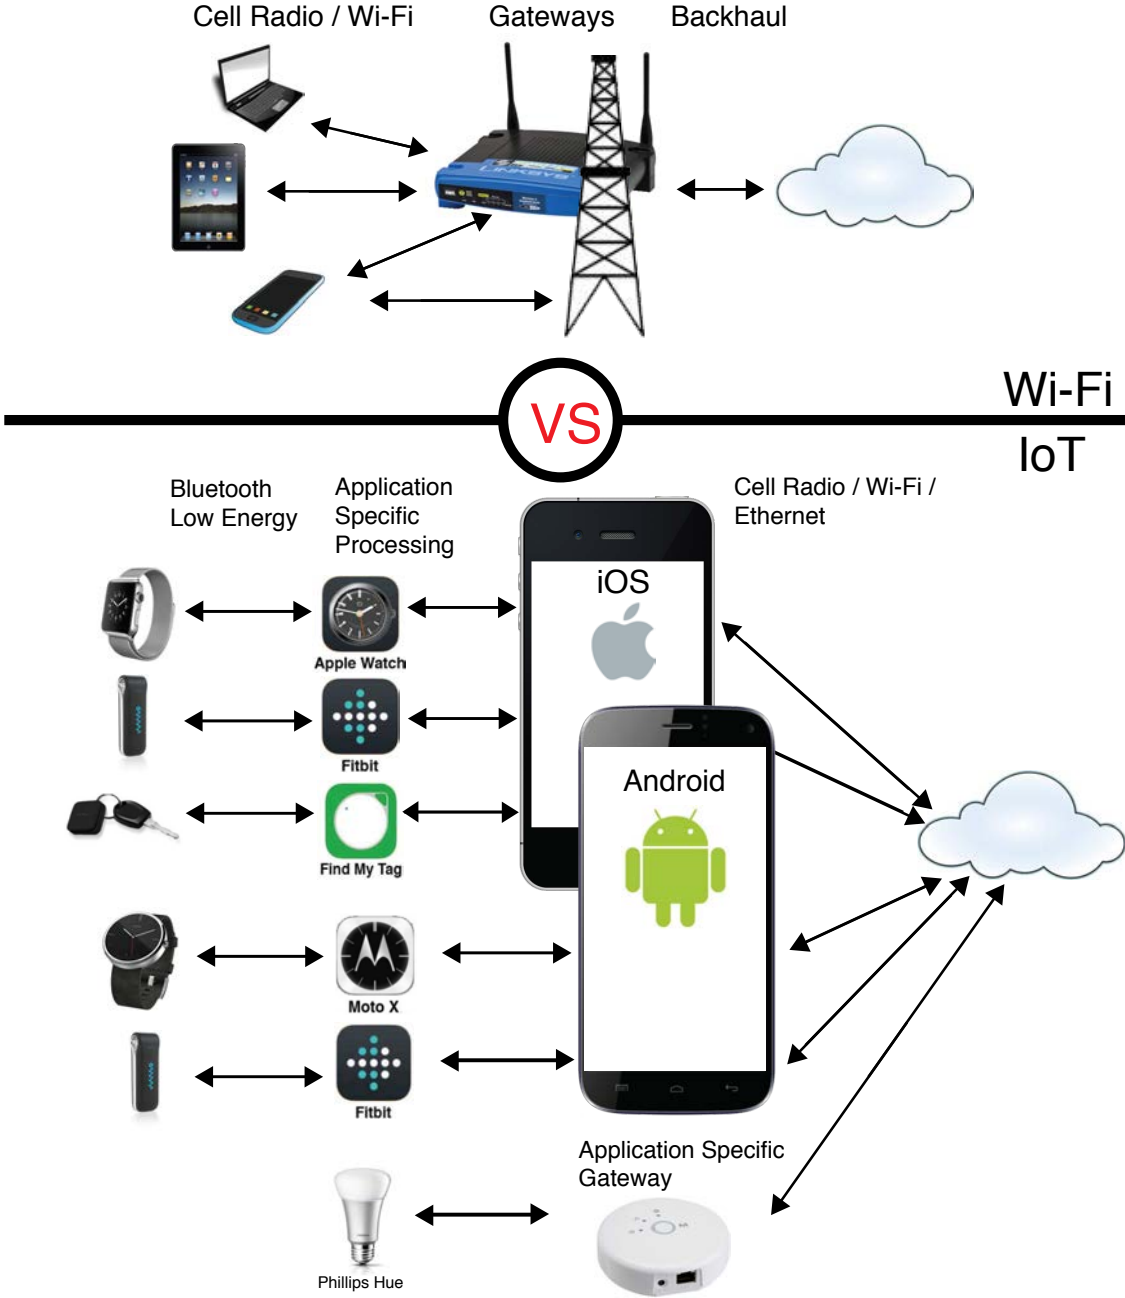 Cell Radio / Wi-Fi
Gateways
Backhaul
LINKSYS
Wi-Fi
VS
IoT
Bluetooth
Low Energy
Application
Specific
Processing
Cell Radio / Wi-Fi /
Ethernet
iOS
Apple Watch
Fitbit
Android
Find My Tag
Moto X
Fitbit
Application Specific
Gateway
Phillips Hue